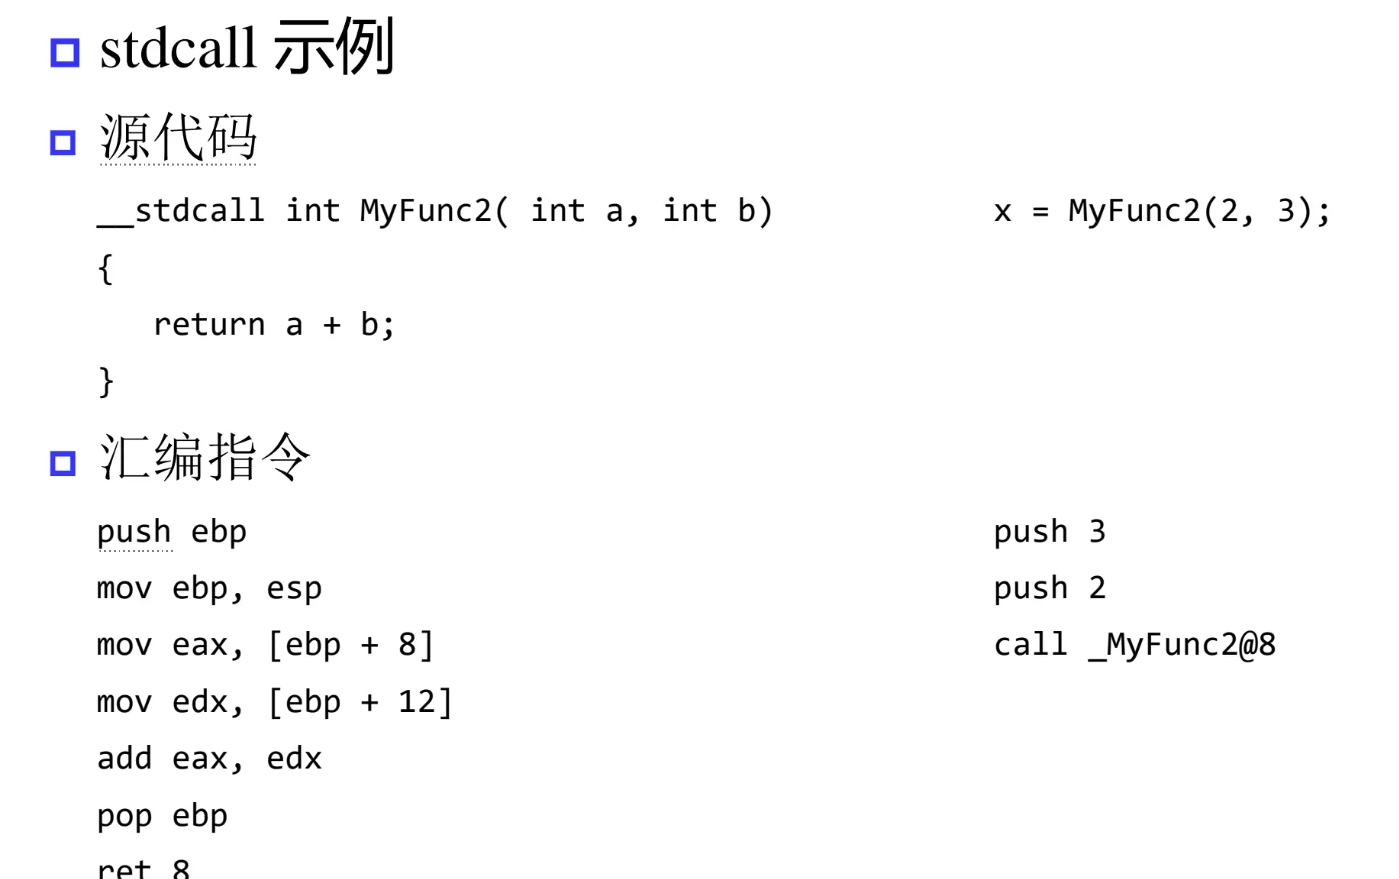 stdcall 示例
源代码
__stdcall int MyFunc2( int a, int b)
x = MyFunc2(2, 3);
{
return a + b;
}
汇编指令
push ebp
mov ebp, esp
mov eax, [ebp + 8]
mov edx, [ebp + 12]
add eax, edx
pop ebp
ret 8
push 3
push 2
call _MyFunc2@8